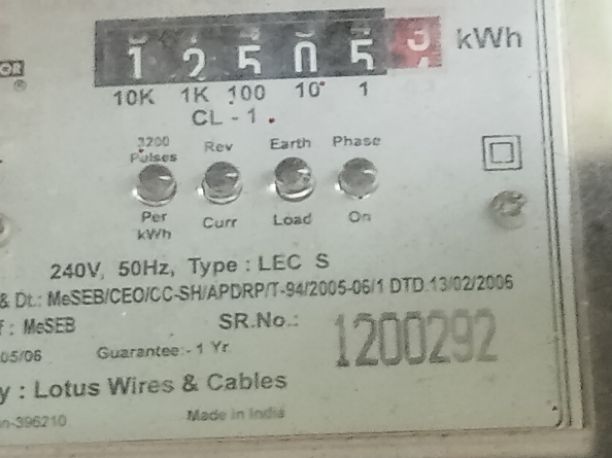 1 2 5 0 5 3 kWh
10K 1K 100 10 1
CL - 1
3200 Pulses Rev Earth Phase
Per kWh Curr Load On
240V, 50Hz, Type : LEC S
& Dt.: MeSEB/CEO/CC-SH/APDRP/T-94/2005-06/1 DTD.13/02/2006
f : MeSEB SR.No.: 1200292
05/06 Guarantee:- 1 Yr
y : Lotus Wires & Cables
n-396210 Made in India